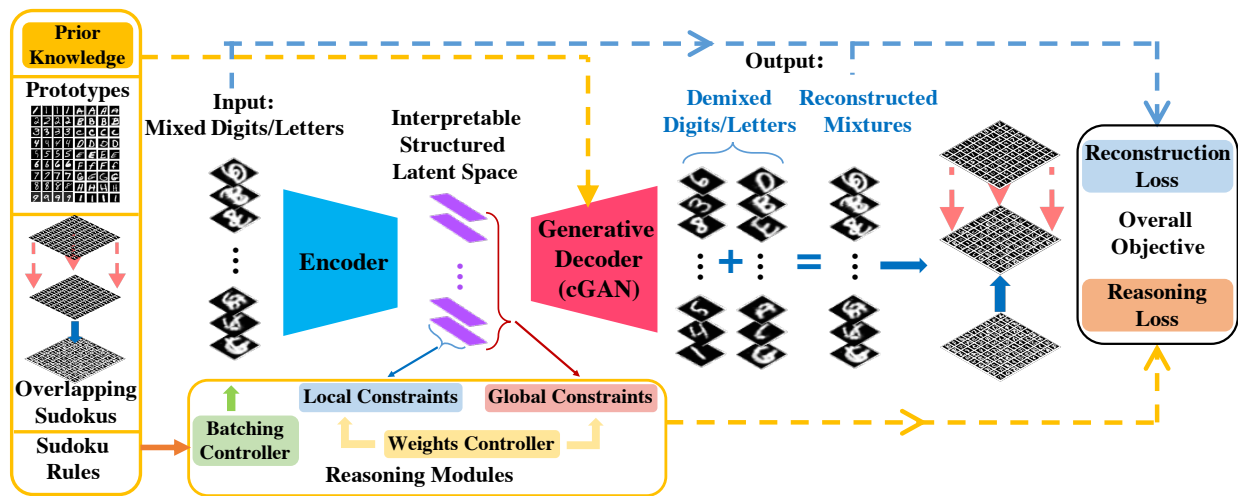 Prior
Knowledge
Prototypes
Overlapping
Sudokus
Sudoku
Rules
Input:
Mixed Digits/Letters
Encoder
Interpretable
Structured
Latent Space
Generative
Decoder
(cGAN)
Output:
Demixed
Digits/Letters
Reconstructed
Mixtures
+
=
Reconstruction
Loss
Overall
Objective
Reasoning
Loss
Batching
Controller
Local Constraints
Global Constraints
Weights Controller
Reasoning Modules